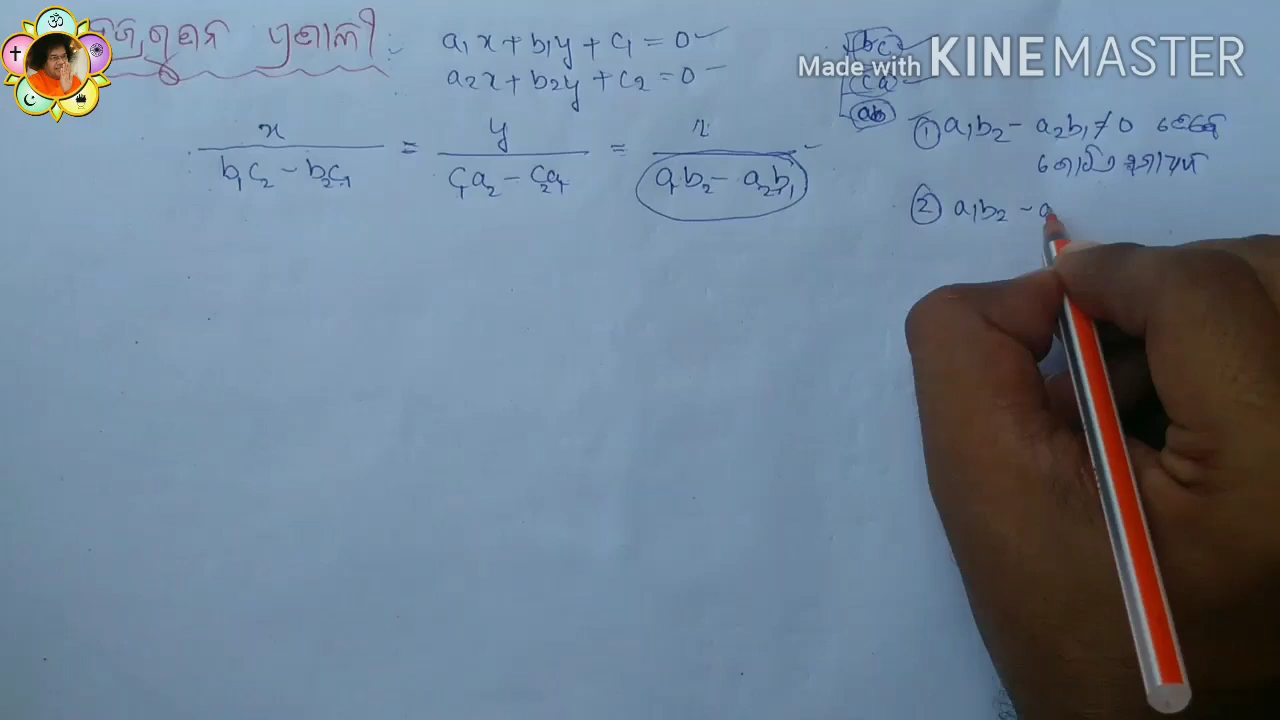 ବଜ୍ରଗୁଣନ ପ୍ରଣାଳୀ :
a₁x + b₁y + c₁ = 0
a₂x + b₂y + c₂ = 0
x / (b₁c₂ - b₂c₁) = y / (c₁a₂ - c₂a₁) = 1 / (a₁b₂ - a₂b₁)
bc
ca
ab
Made with KINEMASTER
① a₁b₂ - a₂b₁ ≠ 0
② a₁b₂ - a